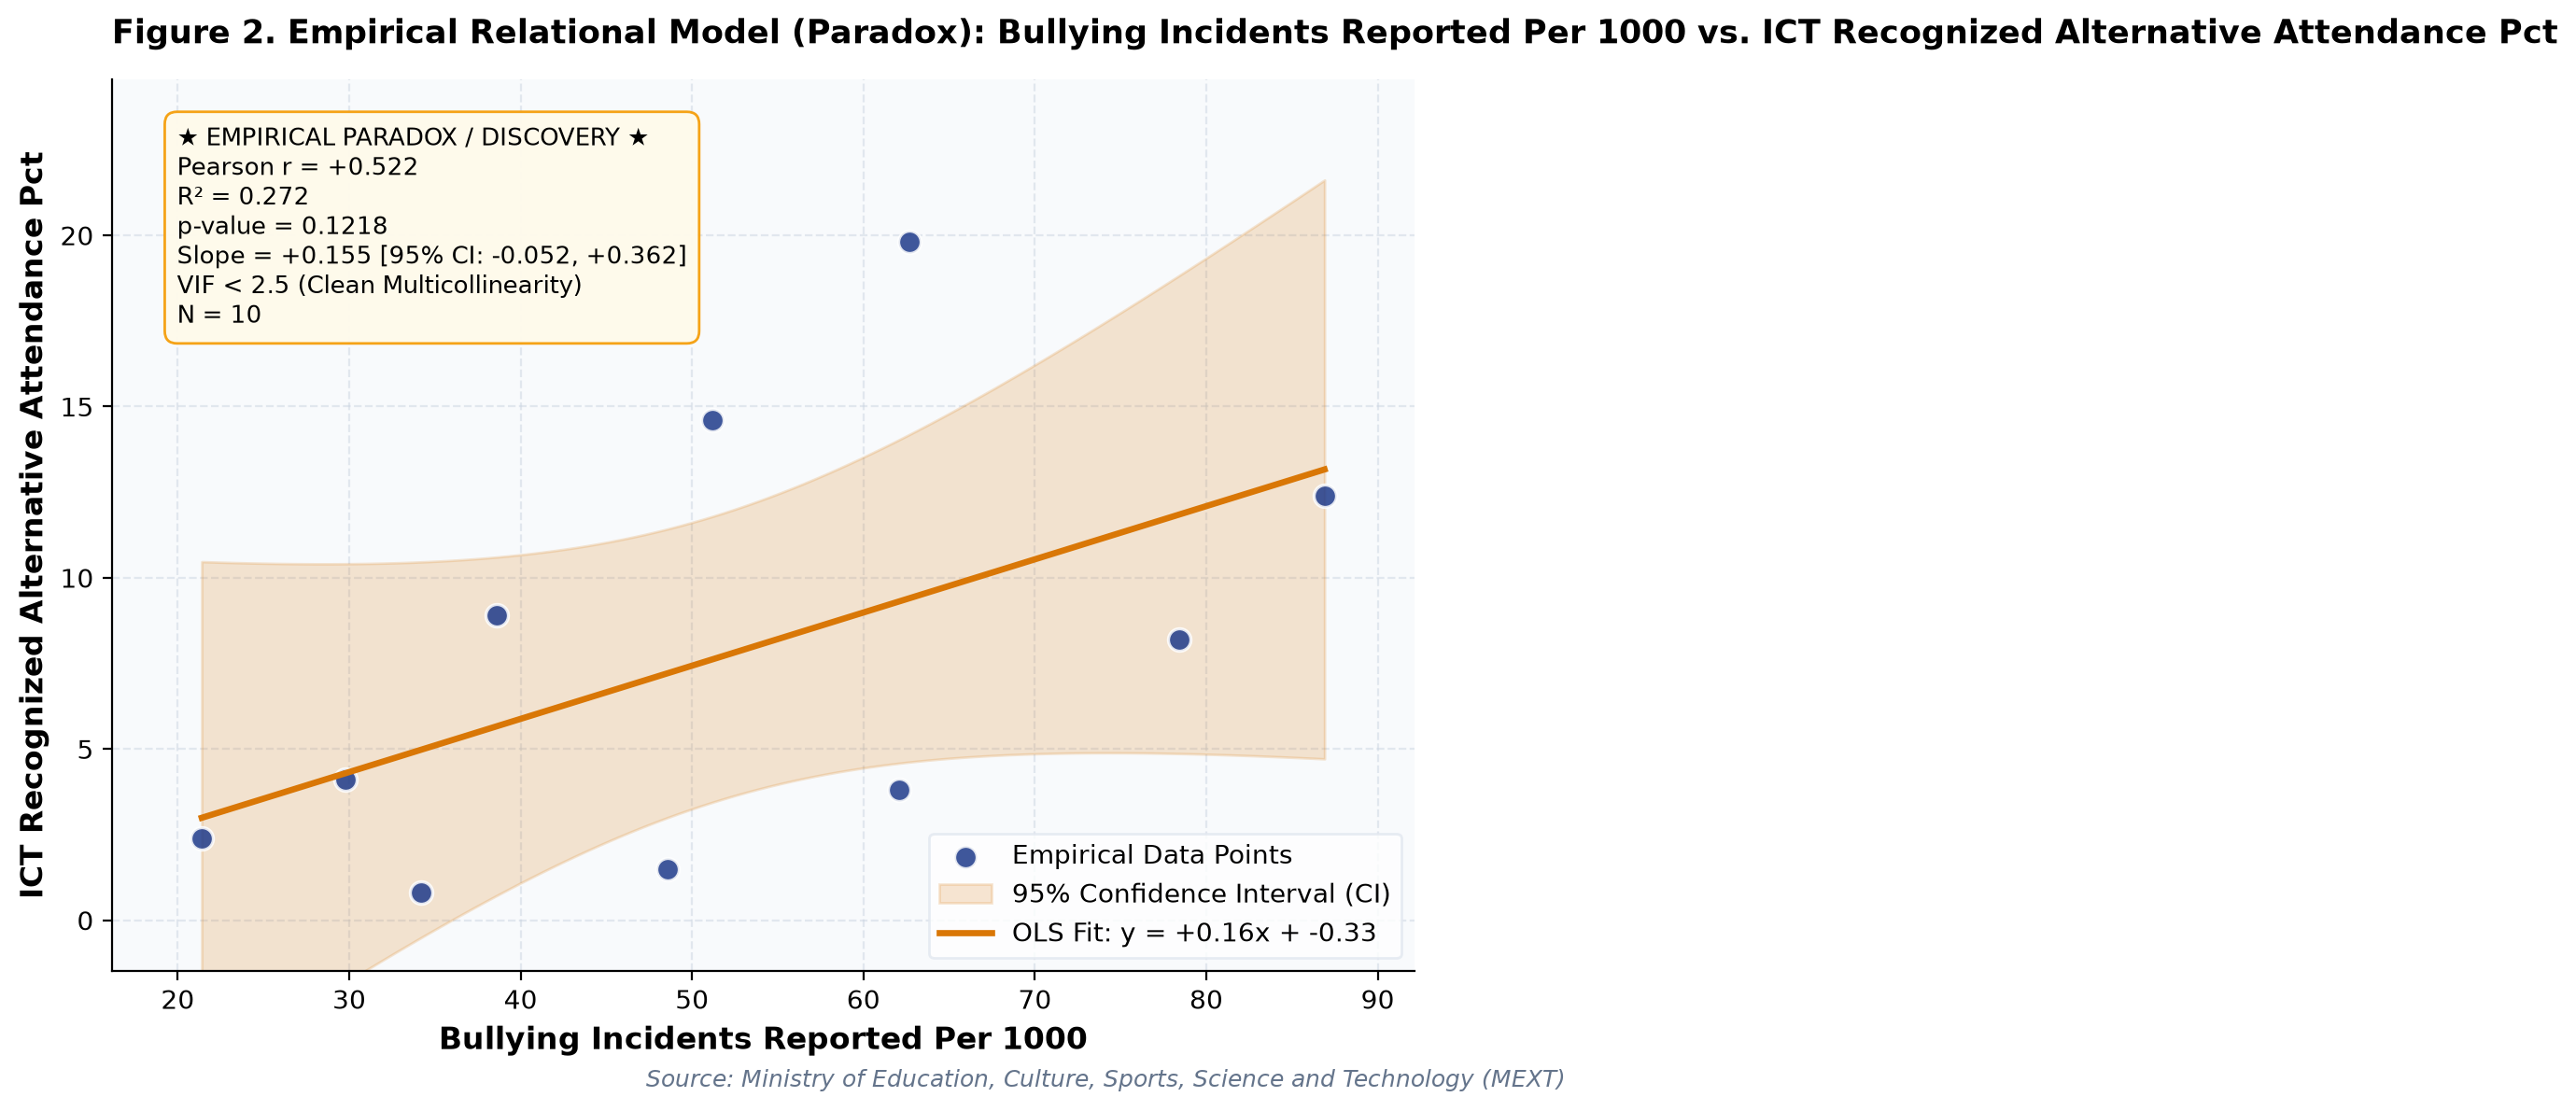 Figure 2. Empirical Relational Model (Paradox): Bullying Incidents Reported Per 1000 vs. ICT Recognized Alternative Attendance Pct
★ EMPIRICAL PARADOX / DISCOVERY ★
Pearson r = +0.522
R² = 0.272
p-value = 0.1218
Slope = +0.155 [95% CI: -0.052, +0.362]
VIF < 2.5 (Clean Multicollinearity)
N = 10
ICT Recognized Alternative Attendance Pct
20
15
10
5
0
Empirical Data Points
95% Confidence Interval (CI)
OLS Fit: y = +0.16x + -0.33
20 30 40 50 60 70 80 90
Bullying Incidents Reported Per 1000
Source: Ministry of Education, Culture, Sports, Science and Technology (MEXT)